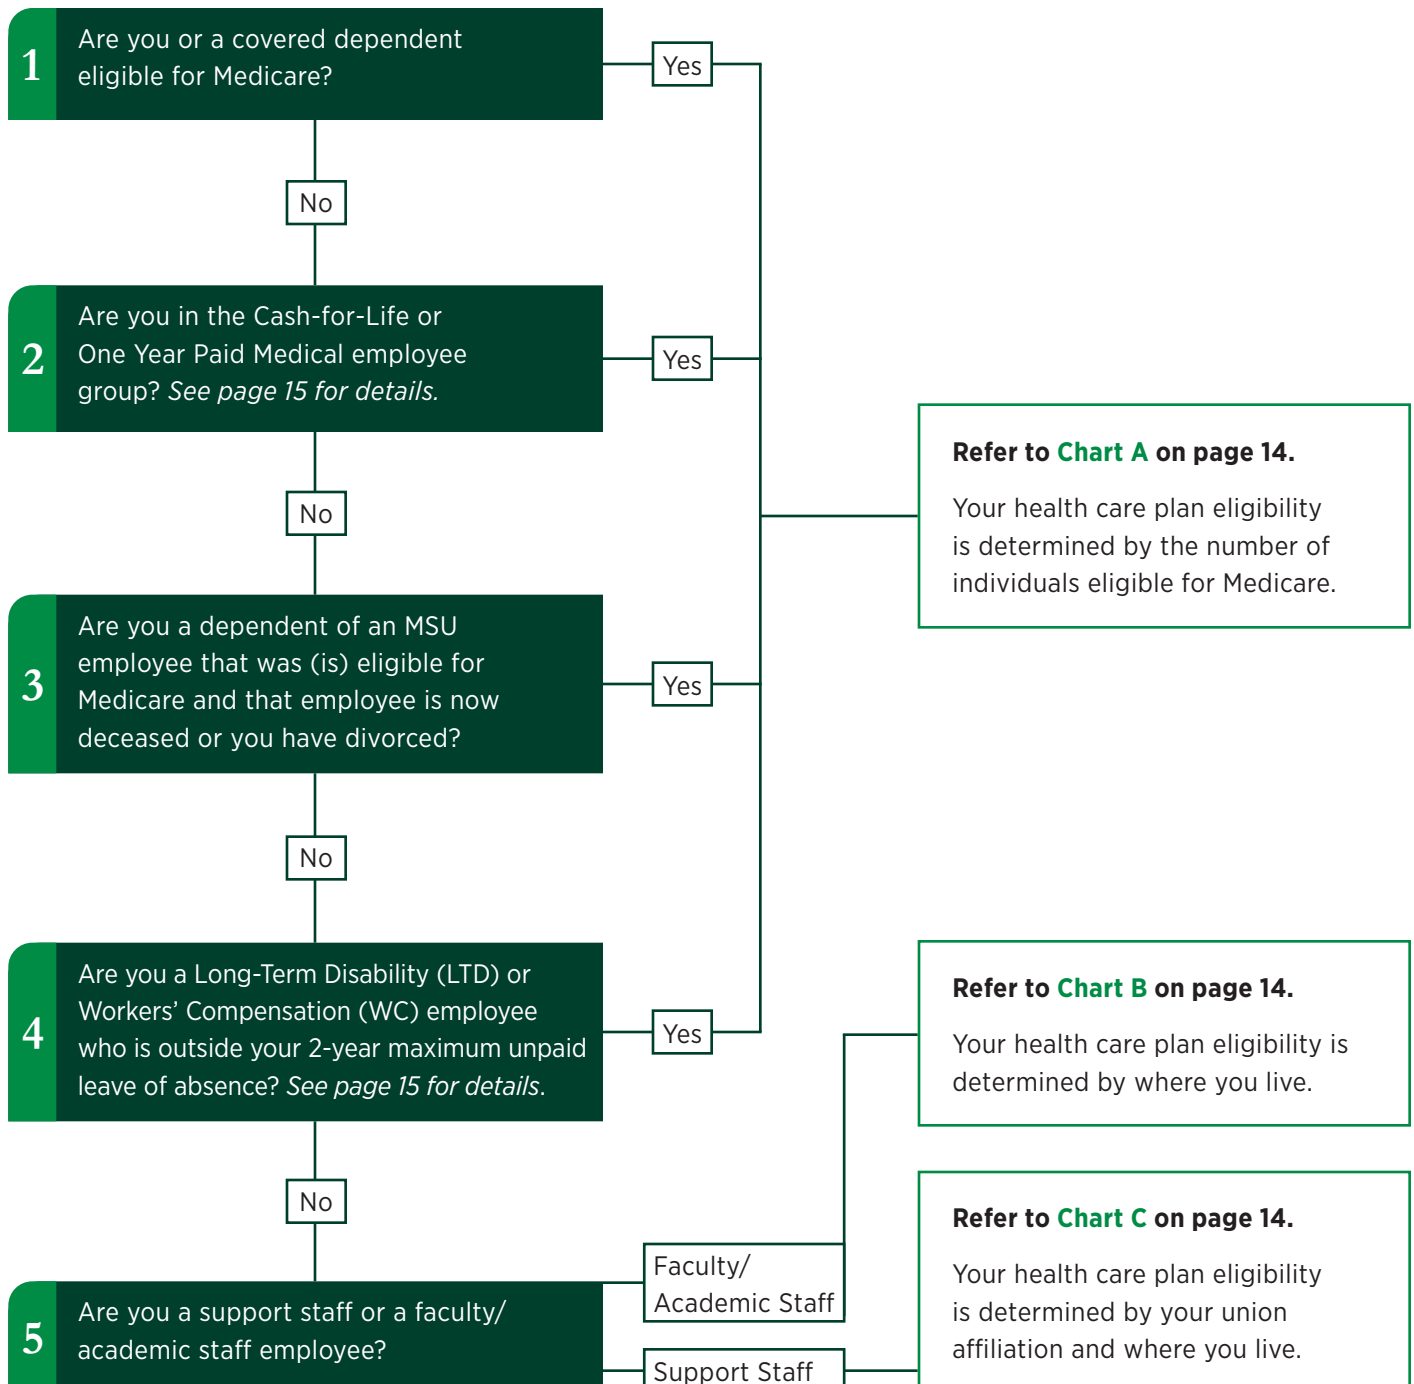 1
Are you or a covered dependent
eligible for Medicare?
Yes
No
2
Are you in the Cash-for-Life or
One Year Paid Medical employee
group? See page 15 for details.
Yes
No
Refer to Chart A on page 14.
Your health care plan eligibility
is determined by the number of
individuals eligible for Medicare.
3
Are you a dependent of an MSU
employee that was (is) eligible for
Medicare and that employee is now
deceased or you have divorced?
Yes
No
4
Are you a Long-Term Disability (LTD) or
Workers’ Compensation (WC) employee
who is outside your 2-year maximum unpaid
leave of absence? See page 15 for details.
Yes
No
Refer to Chart B on page 14.
Your health care plan eligibility is
determined by where you live.
5
Are you a support staff or a faculty/
academic staff employee?
Faculty/
Academic Staff
Support Staff
Refer to Chart C on page 14.
Your health care plan eligibility
is determined by your union
affiliation and where you live.